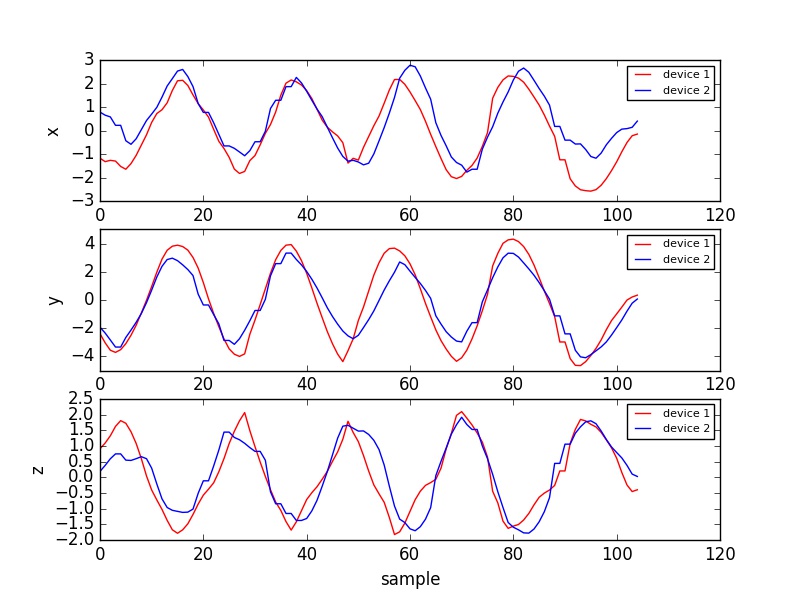 3
2
1
0
−1
−2
−3
x
device 1
device 2
0 20 40 60 80 100 120
4
2
0
−2
−4
y
device 1
device 2
0 20 40 60 80 100 120
2.5
2.0
1.5
1.0
0.5
0.0
−0.5
−1.0
−1.5
−2.0
z
device 1
device 2
0 20 40 60 80 100 120
sample